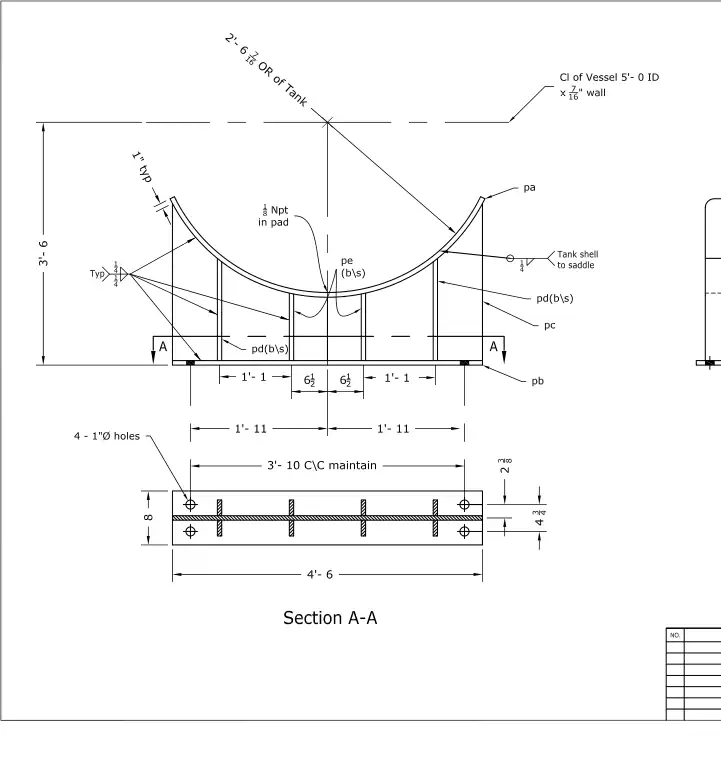 2'- 6 7/16 OR of Tank
Cl of Vessel 5'- 0 ID
x 7/16" wall
1" typ
pa
1/8 Npt
in pad
3'- 6
Typ
1/4
1/4
pe
(b\s)
1/4
Tank shell
to saddle
pd(b\s)
pc
A
pd(b\s)
A
1'- 1
6 1/2
6 1/2
1'- 1
pb
1'- 11
1'- 11
4 - 1"Ø holes
3'- 10 C\C maintain
2 3/8
8
4 3/4
4'- 6
Section A-A
NO.